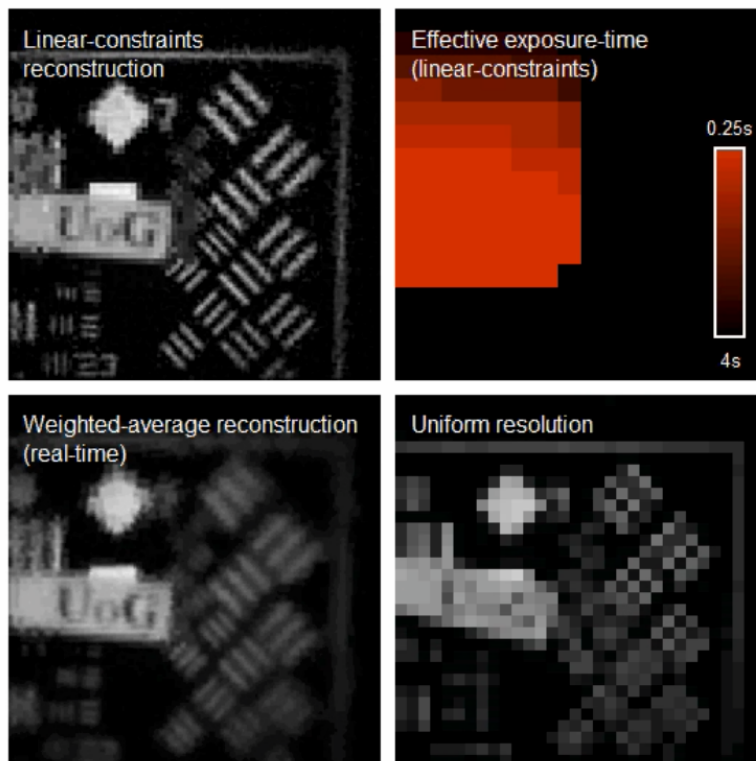 Linear-constraints
reconstruction
UoG
Effective exposure-time
(linear-constraints)
0.25s
4s
Weighted-average reconstruction
(real-time)
UoG
Uniform resolution